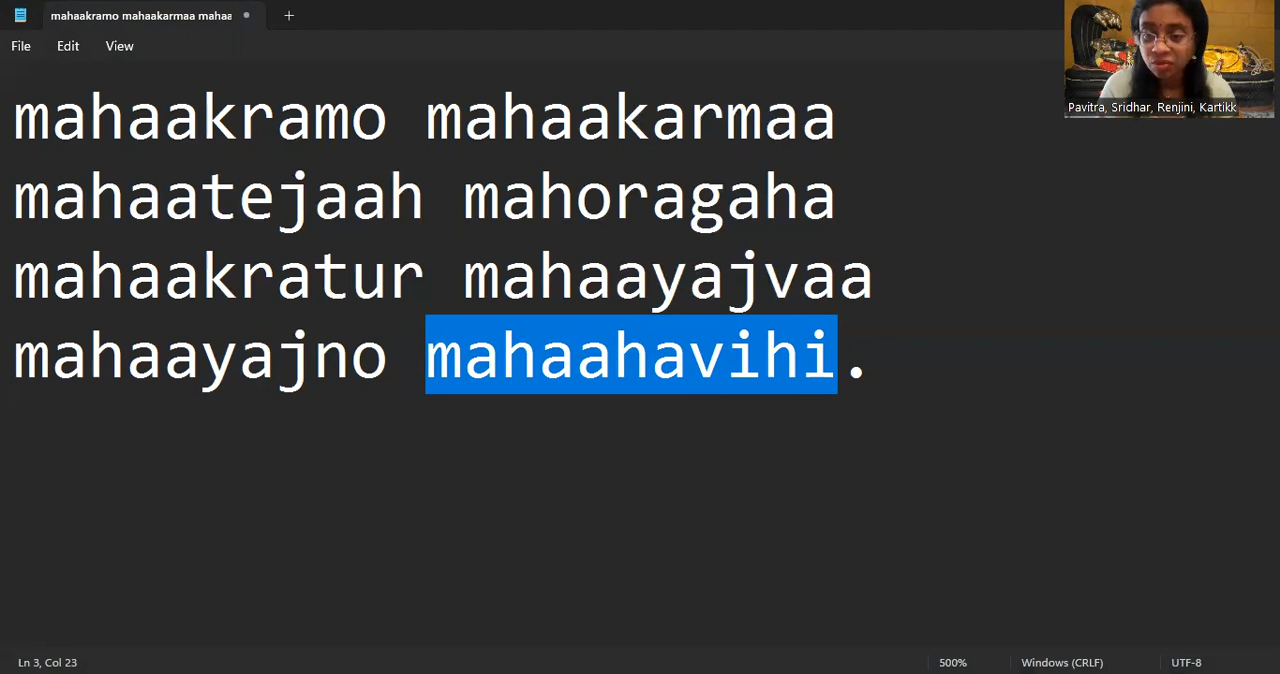 mahaakramo mahaakarmaa mahaa
File Edit View
Pavitra, Sridhar, Renjini, Kartikk
mahaakramo mahaakarmaa
mahaatejaah mahoragaha
mahaakratur mahaayajvaa
mahaayajno mahaahavihi.
Ln 3, Col 23 500% Windows (CRLF) UTF-8